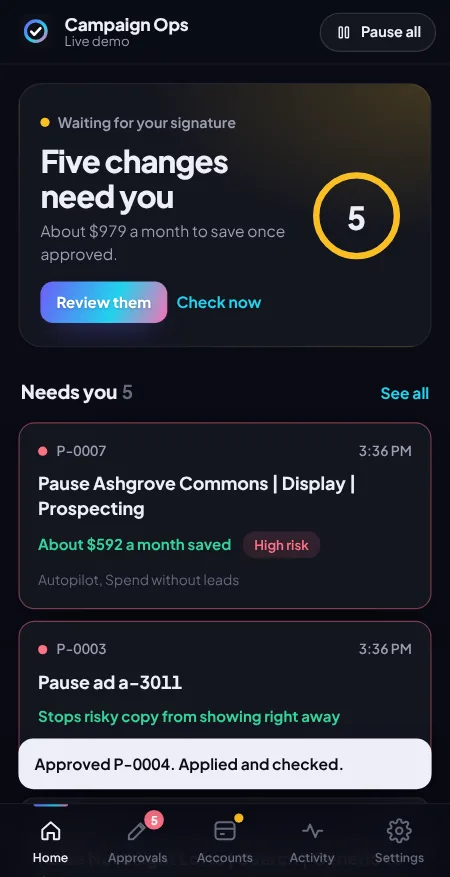 Campaign Ops
Live demo
Pause all
Waiting for your signature
Five changes
need you
About $979 a month to save once
approved.
5
Review them
Check now
Needs you 5
See all
P-0007
3:36 PM
Pause Ashgrove Commons | Display |
Prospecting
About $592 a month saved
High risk
Autopilot, Spend without leads
P-0003
3:36 PM
Pause ad a-3011
Stops risky copy from showing right away
Approved P-0004. Applied and checked.
5
Home
Approvals
Accounts
Activity
Settings